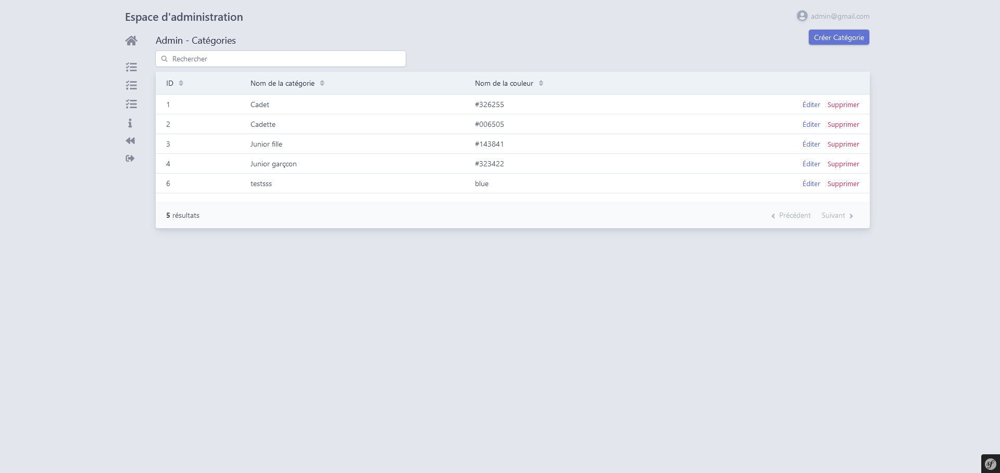 Espace d'administration
admin@gmail.com
Admin - Catégories
Créer Catégorie
Rechercher
ID Nom de la catégorie Nom de la couleur
1 Cadet #326255 Éditer Supprimer
2 Cadette #006505 Éditer Supprimer
3 Junior fille #143841 Éditer Supprimer
4 Junior garçcon #323422 Éditer Supprimer
6 testsss blue Éditer Supprimer
5 résultats Précédent Suivant